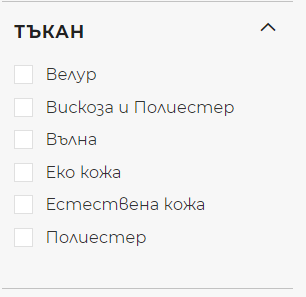 ТЪКАН
Велур
Вискоза и Полиестер
Вълна
Еко кожа
Естествена кожа
Полиестер